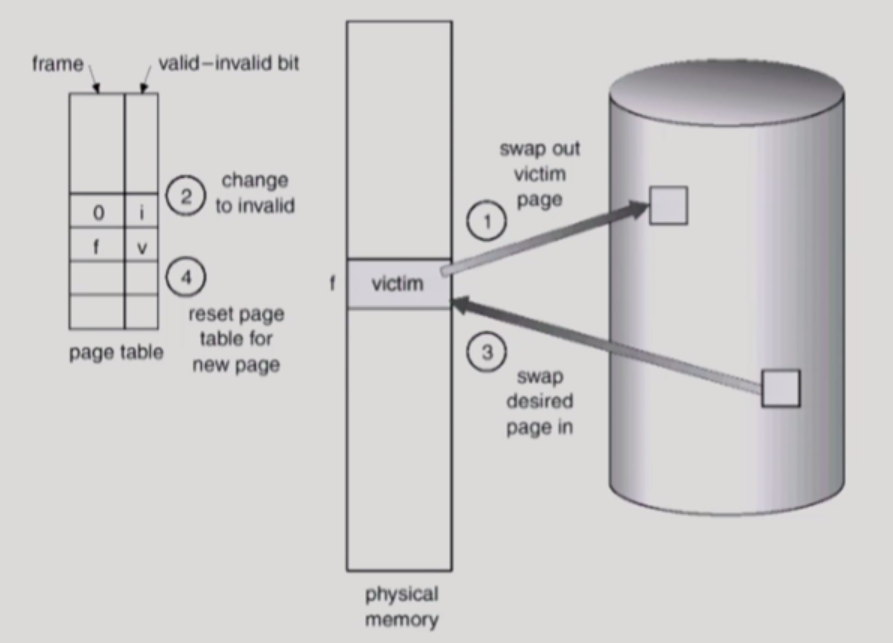 frame
valid–invalid bit
0 i
f v
page table
2
change
to invalid
4
reset page
table for
new page
f
victim
physical
memory
1
swap out
victim
page
3
swap
desired
page in